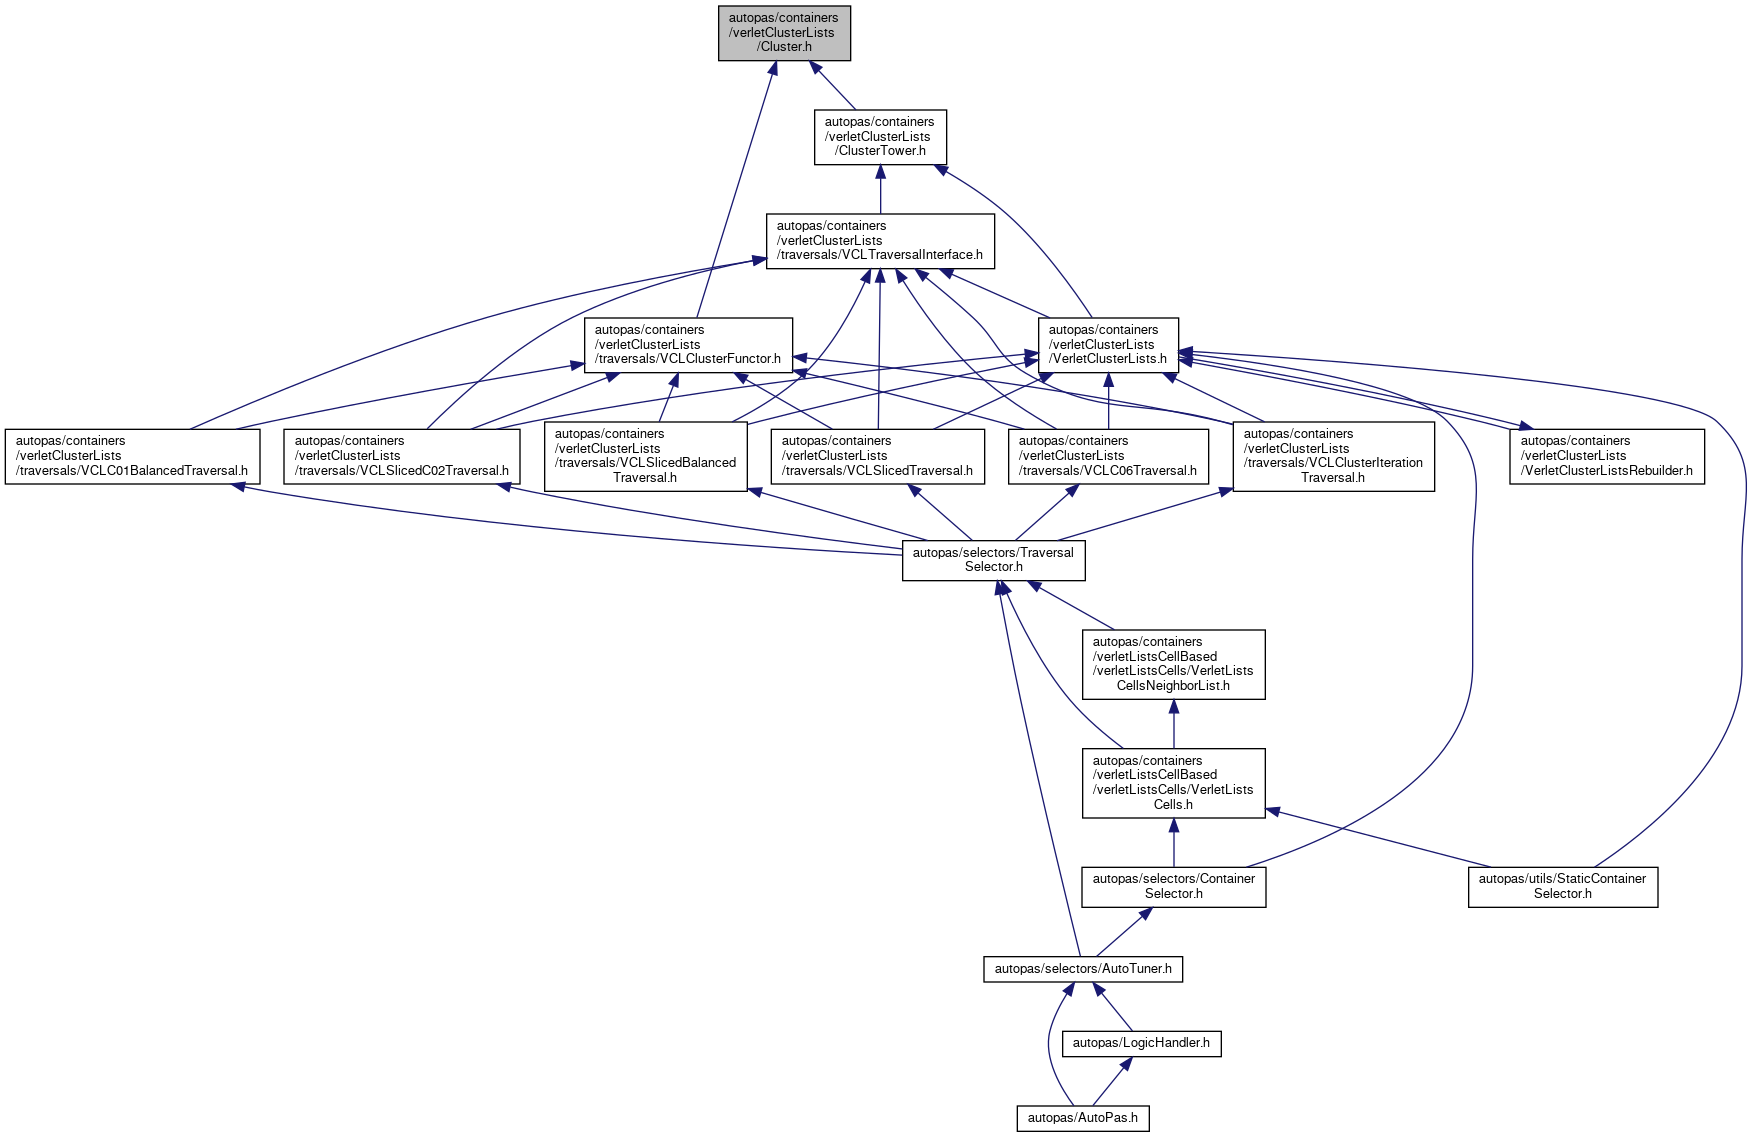 autopas/containers
/verletClusterLists
/Cluster.h
autopas/containers
/verletClusterLists
/ClusterTower.h
autopas/containers
/verletClusterLists
/traversals/VCLTraversalInterface.h
autopas/containers
/verletClusterLists
/traversals/VCLClusterFunctor.h
autopas/containers
/verletClusterLists
/VerletClusterLists.h
autopas/containers
/verletClusterLists
/traversals/VCLC01BalancedTraversal.h
autopas/containers
/verletClusterLists
/traversals/VCLSlicedC02Traversal.h
autopas/containers
/verletClusterLists
/traversals/VCLSlicedBalanced
Traversal.h
autopas/containers
/verletClusterLists
/traversals/VCLSlicedTraversal.h
autopas/containers
/verletClusterLists
/traversals/VCLC06Traversal.h
autopas/containers
/verletClusterLists
/traversals/VCLClusterIteration
Traversal.h
autopas/containers
/verletClusterLists
/VerletClusterListsRebuilder.h
autopas/selectors/Traversal
Selector.h
autopas/containers
/verletListsCellBased
/verletListsCells/VerletLists
CellsNeighborList.h
autopas/containers
/verletListsCellBased
/verletListsCells/VerletLists
Cells.h
autopas/selectors/Container
Selector.h
autopas/utils/StaticContainer
Selector.h
autopas/selectors/AutoTuner.h
autopas/LogicHandler.h
autopas/AutoPas.h